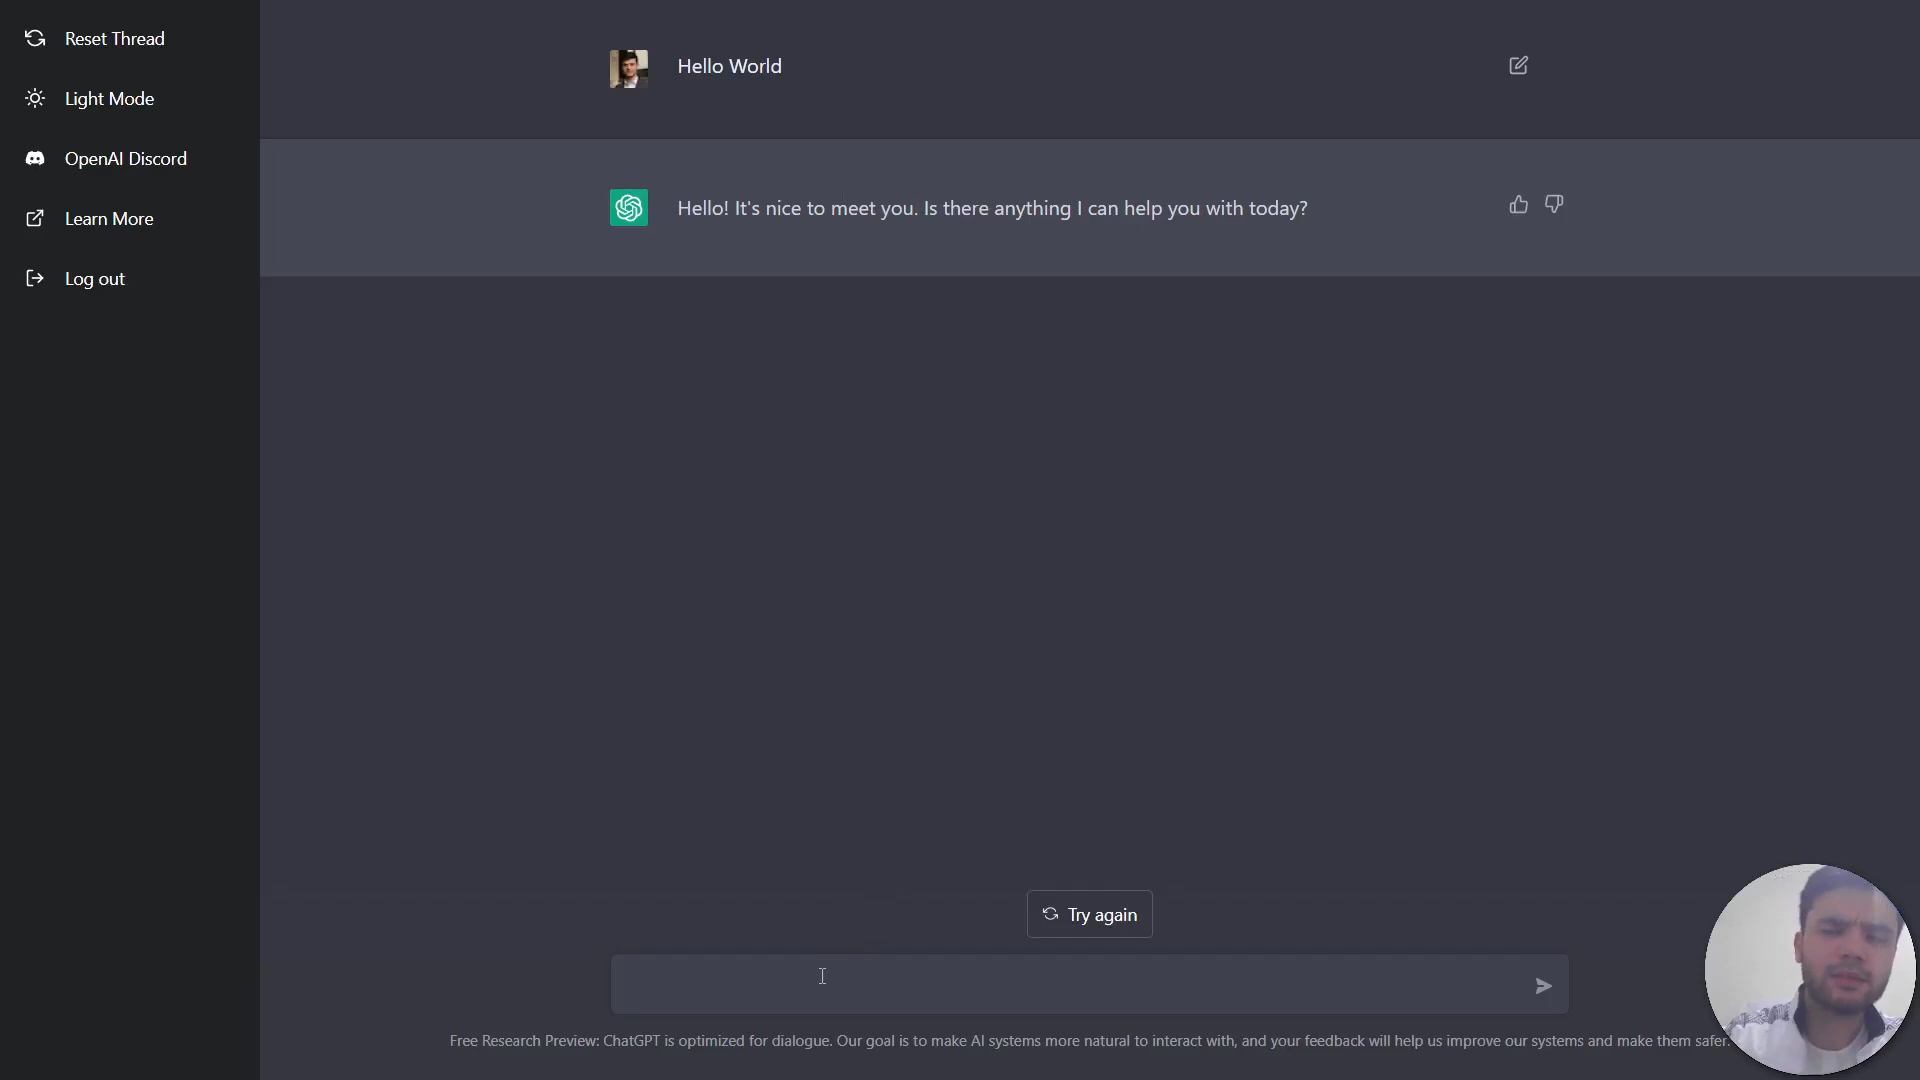 Reset Thread
Light Mode
OpenAI Discord
Learn More
Log out
Hello World
Hello! It's nice to meet you. Is there anything I can help you with today?
Try again
Free Research Preview: ChatGPT is optimized for dialogue. Our goal is to make AI systems more natural to interact with, and your feedback will help us improve our systems and make them safer.